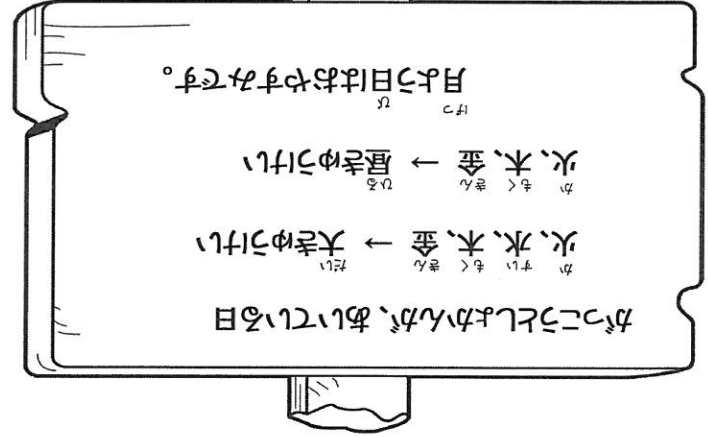 がっこうとしょかんが、あいている日
火、水、木、金 → 大きゅうけい
火、木、金 → 昼きゅうけい
月よう日はおやすみです。